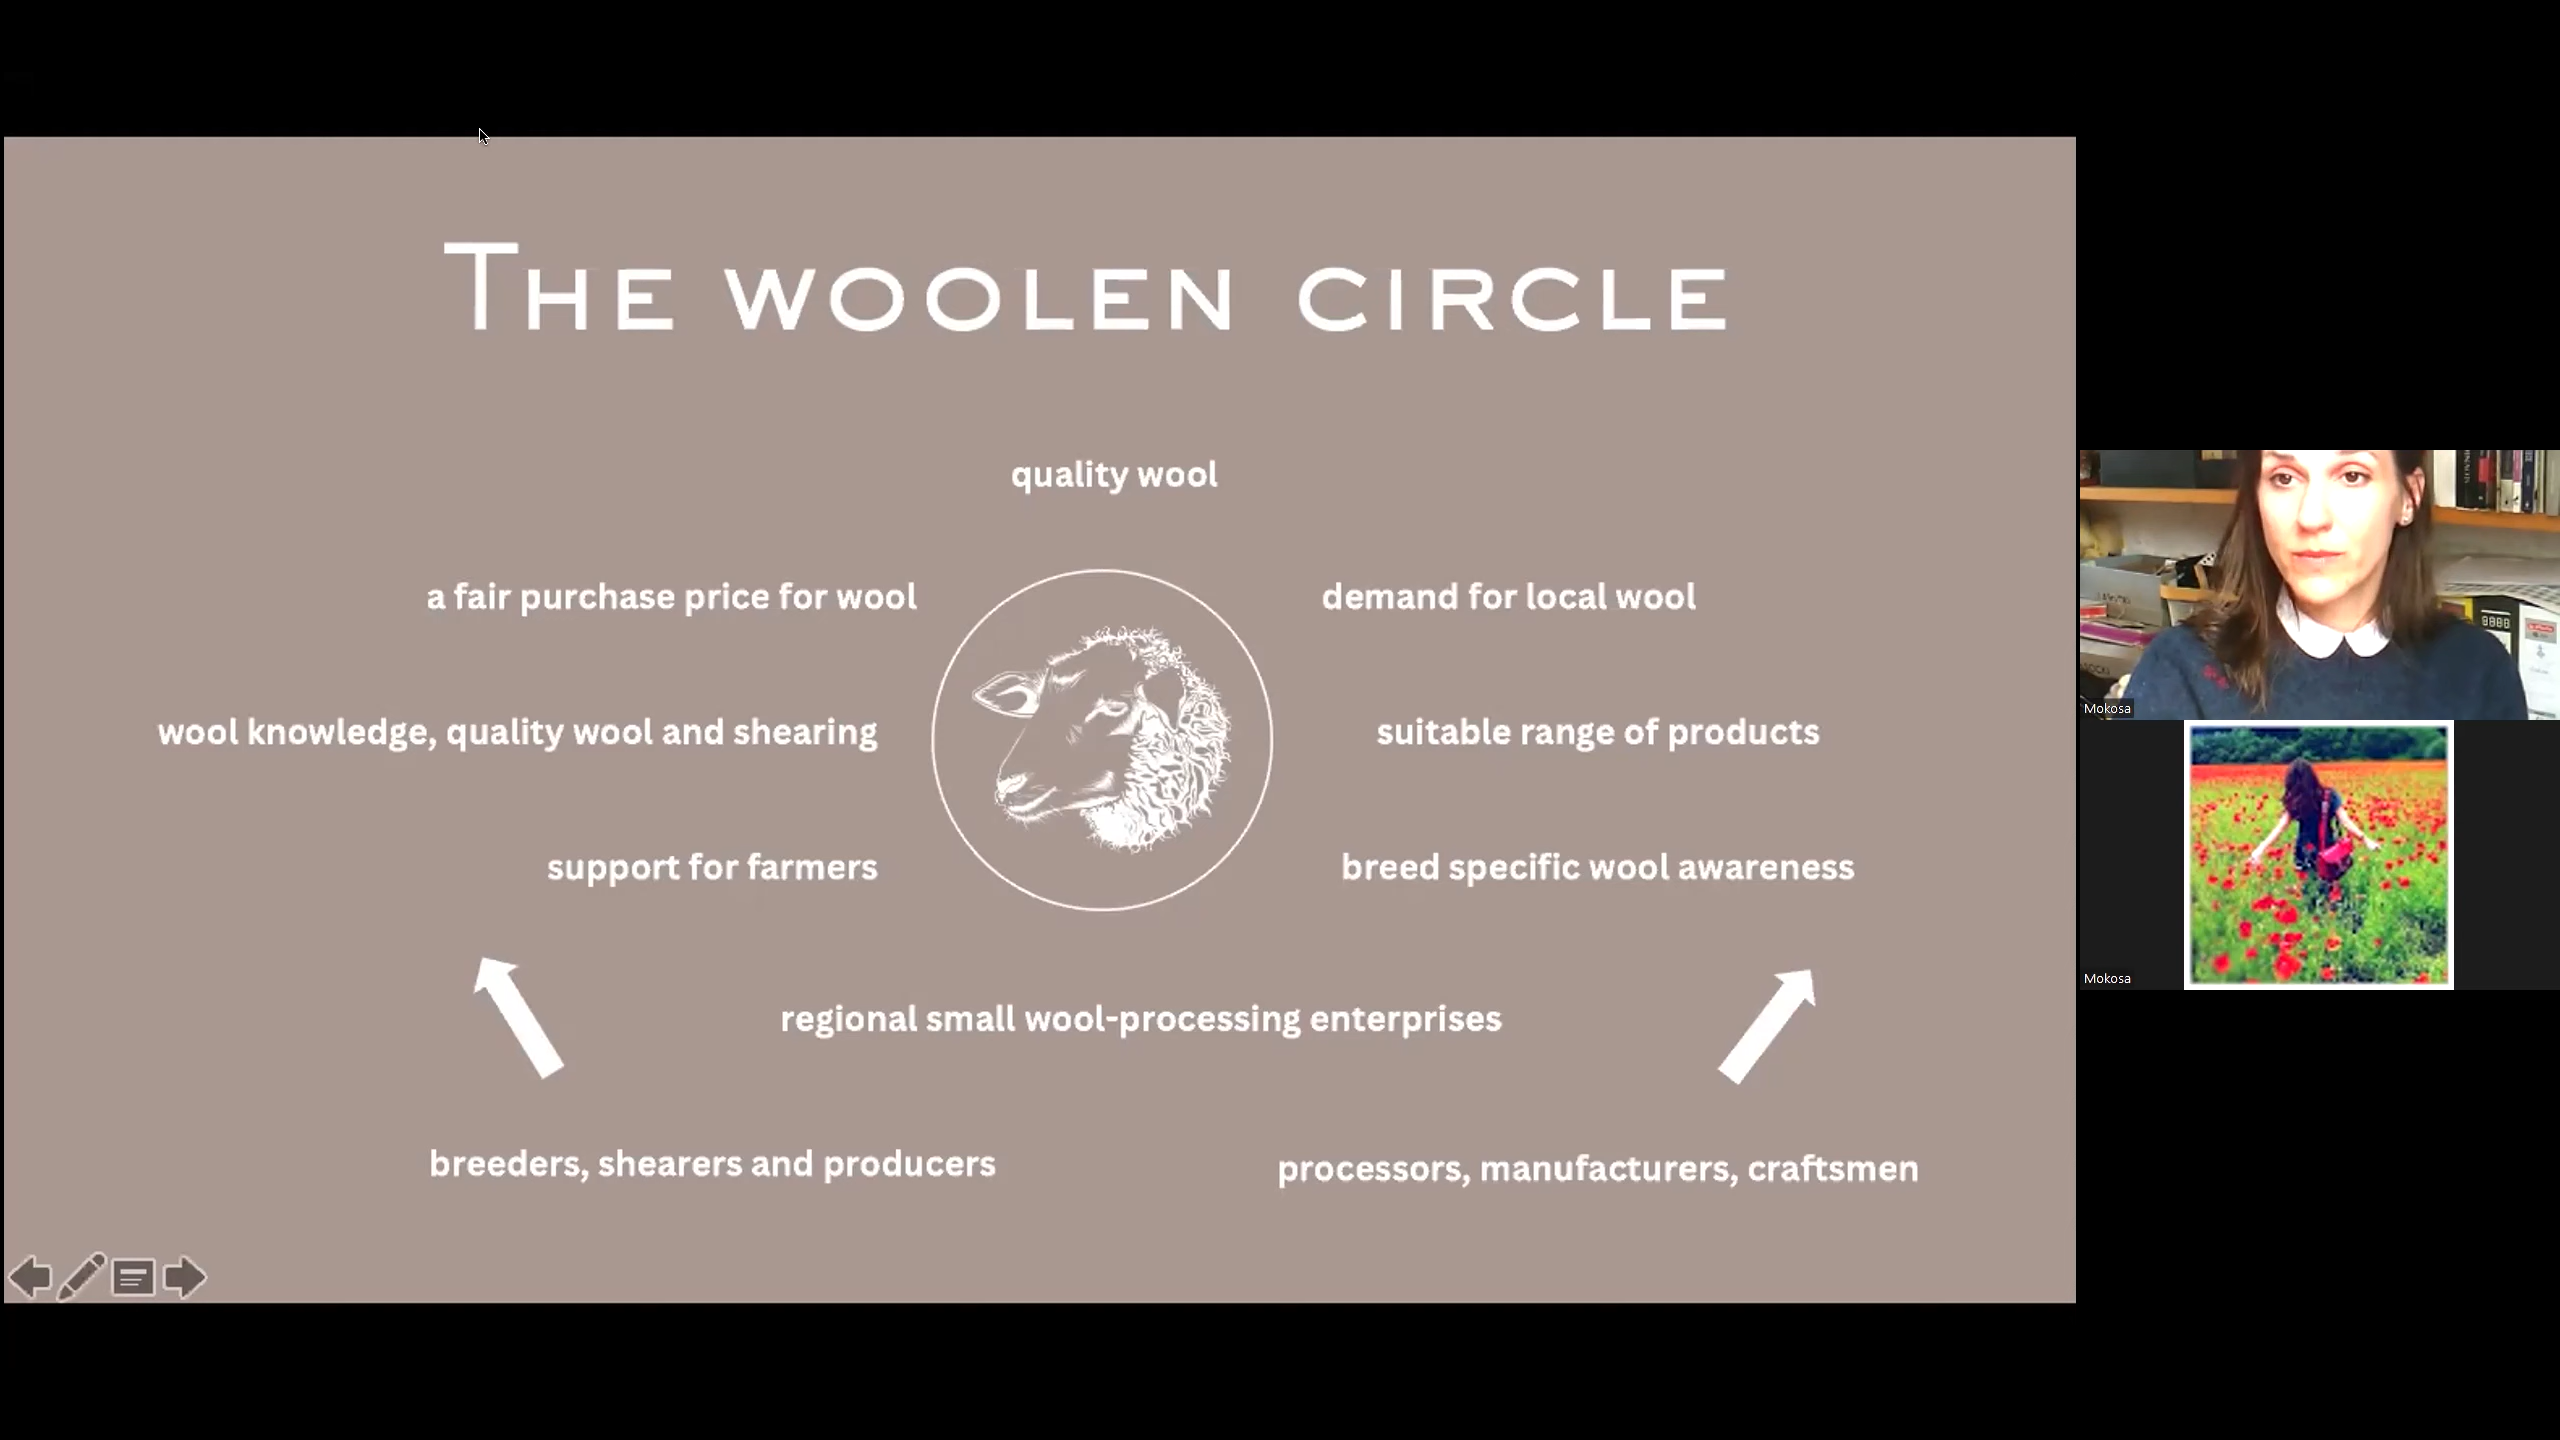 The woolen circle
quality wool
a fair purchase price for wool
demand for local wool
wool knowledge, quality wool and shearing
suitable range of products
support for farmers
breed specific wool awareness
regional small wool-processing enterprises
breeders, shearers and producers
processors, manufacturers, craftsmen
Mokosa
Mokosa